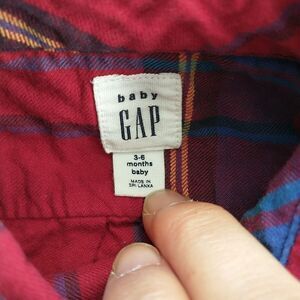 baby
GAP
3-6
months
baby
MADE IN
SRI LANKA